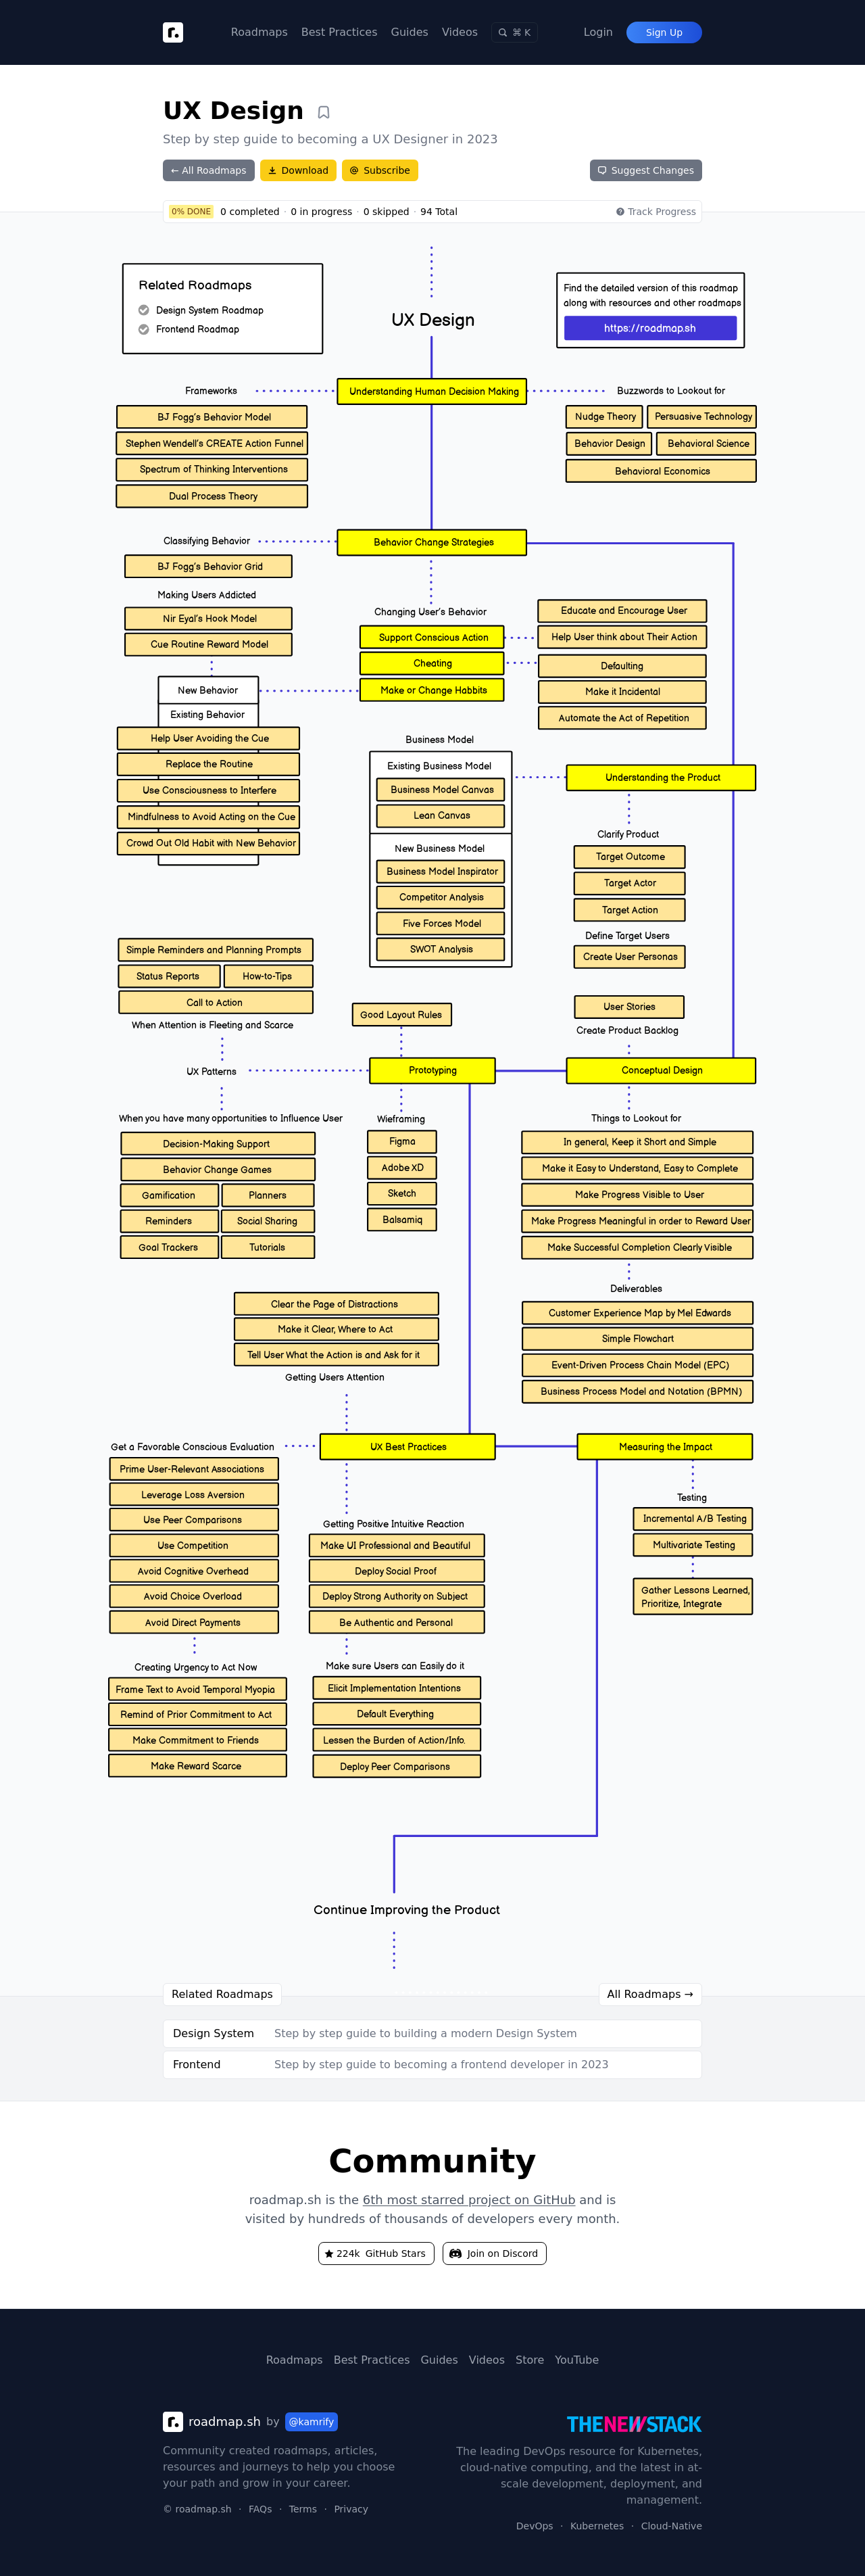 r.
Roadmaps
Best Practices
Guides
Videos
⌘ K
Login
Sign Up
UX Design
Step by step guide to becoming a UX Designer in 2023
← All Roadmaps
Download
Subscribe
Suggest Changes
0% DONE 0 completed · 0 in progress · 0 skipped · 94 Total
Track Progress
Related Roadmaps
Design System Roadmap
Frontend Roadmap
UX Design
Find the detailed version of this roadmap
along with resources and other roadmaps
https://roadmap.sh
Frameworks
Understanding Human Decision Making
Buzzwords to Lookout for
BJ Fogg's Behavior Model
Stephen Wendell's CREATE Action Funnel
Spectrum of Thinking Interventions
Dual Process Theory
Nudge Theory
Persuasive Technology
Behavior Design
Behavioral Science
Behavioral Economics
Classifying Behavior
Behavior Change Strategies
BJ Fogg's Behavior Grid
Making Users Addicted
Nir Eyal's Hook Model
Cue Routine Reward Model
Changing User's Behavior
Support Conscious Action
Cheating
Make or Change Habbits
Educate and Encourage User
Help User think about Their Action
Defaulting
Make it Incidental
Automate the Act of Repetition
New Behavior
Existing Behavior
Help User Avoiding the Cue
Replace the Routine
Use Consciousness to Interfere
Mindfulness to Avoid Acting on the Cue
Crowd Out Old Habit with New Behavior
Business Model
Existing Business Model
Business Model Canvas
Lean Canvas
New Business Model
Business Model Inspirator
Competitor Analysis
Five Forces Model
SWOT Analysis
Understanding the Product
Clarify Product
Target Outcome
Target Actor
Target Action
Define Target Users
Create User Personas
User Stories
Create Product Backlog
Simple Reminders and Planning Prompts
Status Reports
How-to-Tips
Call to Action
When Attention is Fleeting and Scarce
Good Layout Rules
UX Patterns
Prototyping
Conceptual Design
When you have many opportunities to Influence User
Decision-Making Support
Behavior Change Games
Gamification
Planners
Reminders
Social Sharing
Goal Trackers
Tutorials
Wieframing
Figma
Adobe XD
Sketch
Balsamiq
Things to Lookout for
In general, Keep it Short and Simple
Make it Easy to Understand, Easy to Complete
Make Progress Visible to User
Make Progress Meaningful in order to Reward User
Make Successful Completion Clearly Visible
Deliverables
Customer Experience Map by Mel Edwards
Simple Flowchart
Event-Driven Process Chain Model (EPC)
Business Process Model and Notation (BPMN)
Clear the Page of Distractions
Make it Clear, Where to Act
Tell User What the Action is and Ask for it
Getting Users Attention
Get a Favorable Conscious Evaluation
UX Best Practices
Measuring the Impact
Prime User-Relevant Associations
Leverage Loss Aversion
Use Peer Comparisons
Use Competition
Avoid Cognitive Overhead
Avoid Choice Overload
Avoid Direct Payments
Getting Positive Intuitive Reaction
Make UI Professional and Beautiful
Deploy Social Proof
Deploy Strong Authority on Subject
Be Authentic and Personal
Testing
Incremental A/B Testing
Multivariate Testing
Gather Lessons Learned,
Prioritize, Integrate
Creating Urgency to Act Now
Frame Text to Avoid Temporal Myopia
Remind of Prior Commitment to Act
Make Commitment to Friends
Make Reward Scarce
Make sure Users can Easily do it
Elicit Implementation Intentions
Default Everything
Lessen the Burden of Action/Info.
Deploy Peer Comparisons
Continue Improving the Product
Related Roadmaps
All Roadmaps →
Design System Step by step guide to building a modern Design System
Frontend Step by step guide to becoming a frontend developer in 2023
Community
roadmap.sh is the 6th most starred project on GitHub and is
visited by hundreds of thousands of developers every month.
★ 224k GitHub Stars
Join on Discord
Roadmaps
Best Practices
Guides
Videos
Store
YouTube
r. roadmap.sh by @kamrify
Community created roadmaps, articles,
resources and journeys to help you choose
your path and grow in your career.
© roadmap.sh · FAQs · Terms · Privacy
THENEWSTACK
The leading DevOps resource for Kubernetes,
cloud-native computing, and the latest in at-
scale development, deployment, and
management.
DevOps · Kubernetes · Cloud-Native